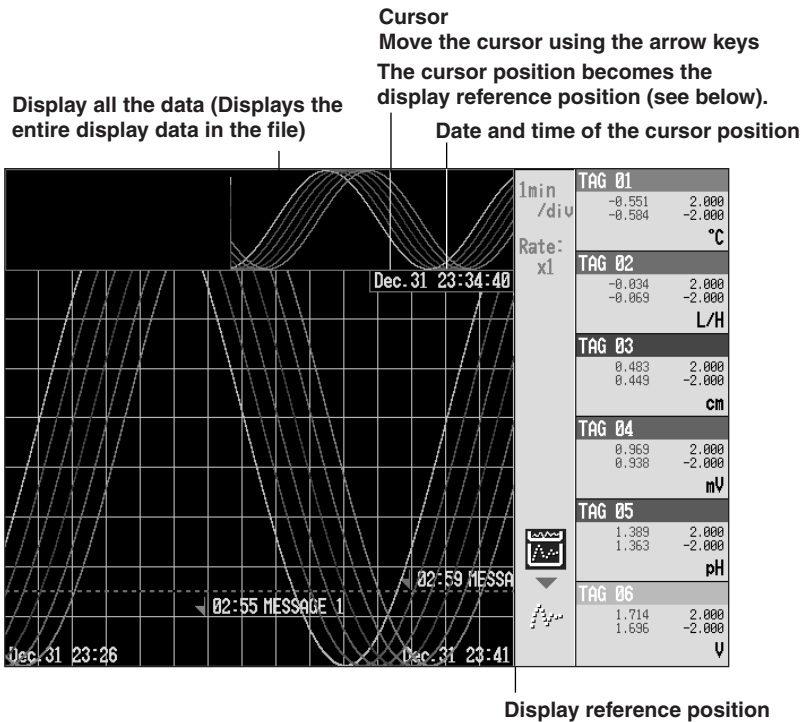 Cursor
Move the cursor using the arrow keys
The cursor position becomes the
display reference position (see below).
Display all the data (Displays the
entire display data in the file)
Date and time of the cursor position
1min
/div
Rate:
x1
Dec.31 23:34:40
TAG 01
-0.551 2.000
-0.584 -2.000
°C
TAG 02
-0.034 2.000
-0.069 -2.000
L/H
TAG 03
0.483 2.000
0.449 -2.000
cm
TAG 04
0.969 2.000
0.938 -2.000
mV
TAG 05
1.389 2.000
1.363 -2.000
pH
TAG 06
1.714 2.000
1.696 -2.000
V
02:59 MESSA
02:55 MESSAGE 1
Dec.31 23:26
Dec.31 23:41
Display reference position